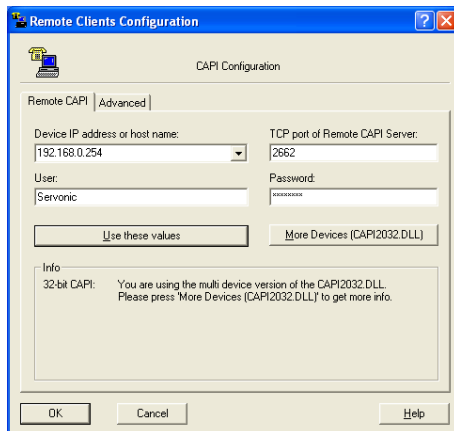 Remote Clients Configuration
CAPI Configuration
Remote CAPI Advanced
Device IP address or host name: TCP port of Remote CAPI Server:
192.168.0.254 2662
User: Password:
Servonic xxxxxxxx
Use these values More Devices (CAPI2032.DLL)
Info
32-bit CAPI: You are using the multi device version of the CAPI2032.DLL.
Please press 'More Devices (CAPI2032.DLL)' to get more info.
OK Cancel Help